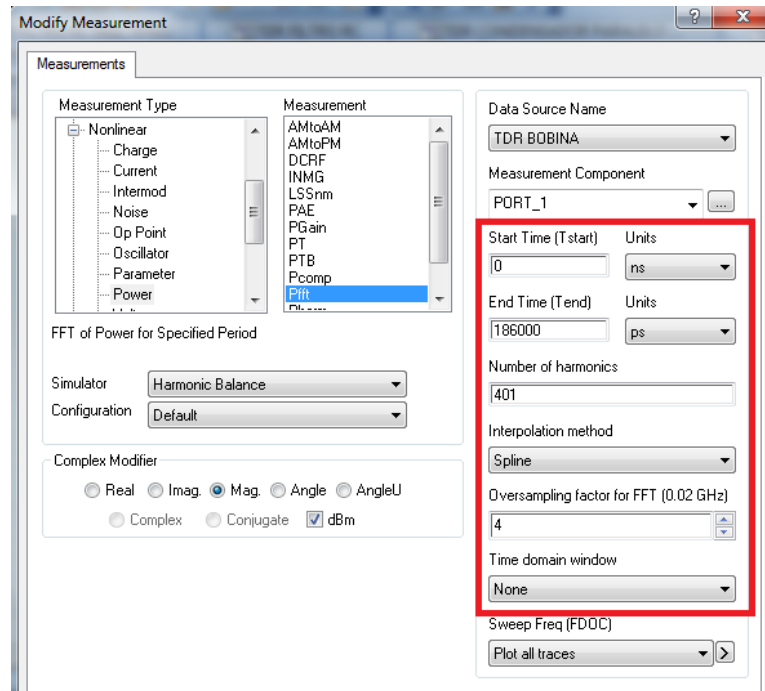 Modify Measurement
?
X
Measurements
Measurement Type
Nonlinear
Charge
Current
Intermod
Noise
Op Point
Oscillator
Parameter
Power
Measurement
AMtoAM
AMtoPM
DCRF
INMG
LSSnm
PAE
PGain
PT
PTB
Pcomp
Pfft
FFT of Power for Specified Period
Simulator
Harmonic Balance
Configuration
Default
Complex Modifier
Real Imag. Mag. Angle AngleU
Complex Conjugate dBm
Data Source Name
TDR BOBINA
Measurement Component
PORT_1
...
Start Time (Tstart) Units
0 ns
End Time (Tend) Units
186000 ps
Number of harmonics
401
Interpolation method
Spline
Oversampling factor for FFT (0.02 GHz)
4
Time domain window
None
Sweep Freq (FDOC)
Plot all traces
>